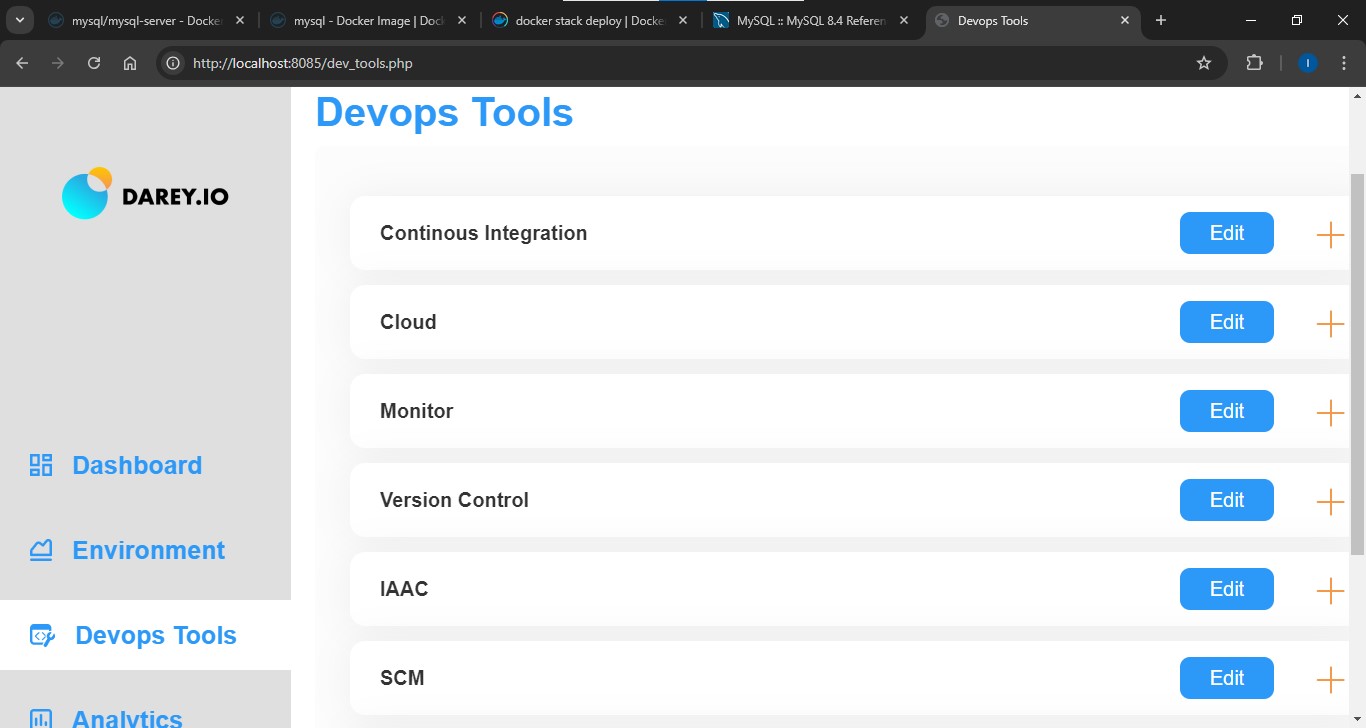 mysql/mysql-server - Docke
mysql - Docker Image | Doc
docker stack deploy | Docke
MySQL :: MySQL 8.4 Referen
Devops Tools
http://localhost:8085/dev_tools.php
I
DAREY.IO
Dashboard
Environment
Devops Tools
Analytics
Devops Tools
Continous Integration
Edit
Cloud
Edit
Monitor
Edit
Version Control
Edit
IAAC
Edit
SCM
Edit